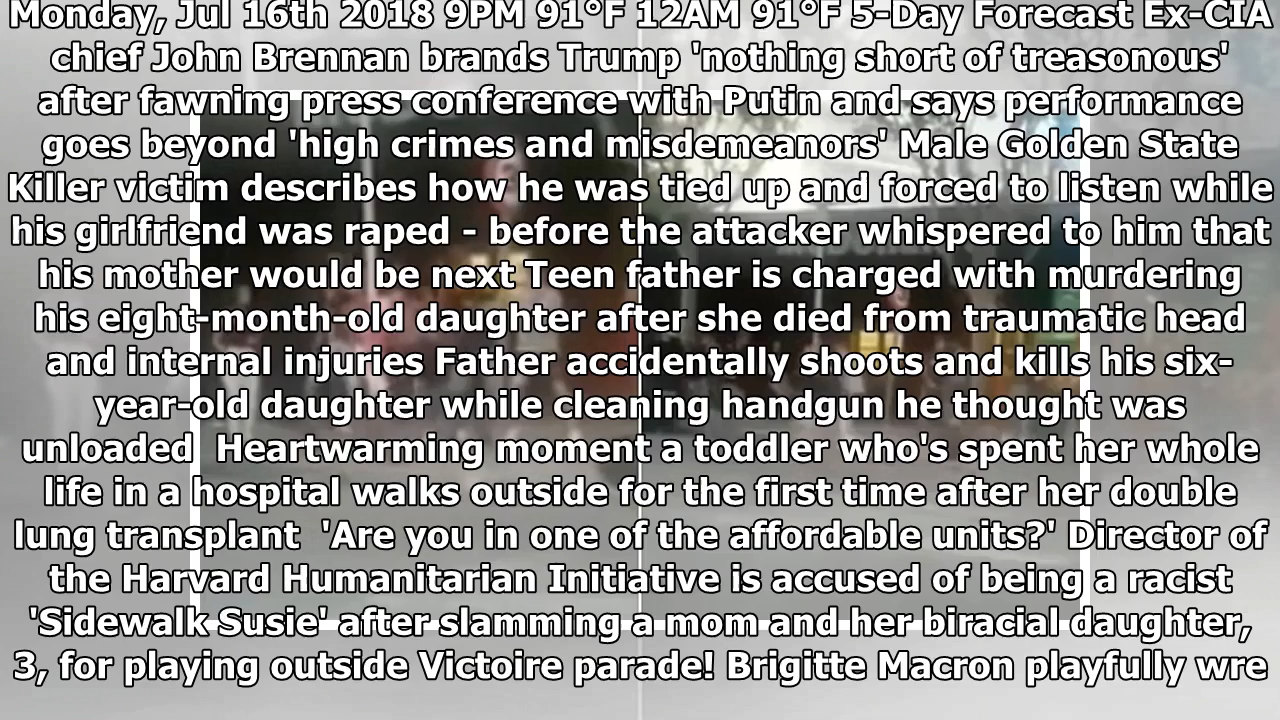 Monday, Jul 16th 2018 9PM 91°F 12AM 91°F 5-Day Forecast Ex-CIA
chief John Brennan brands Trump 'nothing short of treasonous'
after fawning press conference with Putin and says performance
goes beyond 'high crimes and misdemeanors' Male Golden State
Killer victim describes how he was tied up and forced to listen while
his girlfriend was raped - before the attacker whispered to him that
his mother would be next Teen father is charged with murdering
his eight-month-old daughter after she died from traumatic head
and internal injuries Father accidentally shoots and kills his six-
year-old daughter while cleaning handgun he thought was
unloaded  Heartwarming moment a toddler who's spent her whole
life in a hospital walks outside for the first time after her double
lung transplant  'Are you in one of the affordable units?' Director of
the Harvard Humanitarian Initiative is accused of being a racist
'Sidewalk Susie' after slamming a mom and her biracial daughter,
3, for playing outside Victoire parade! Brigitte Macron playfully wre